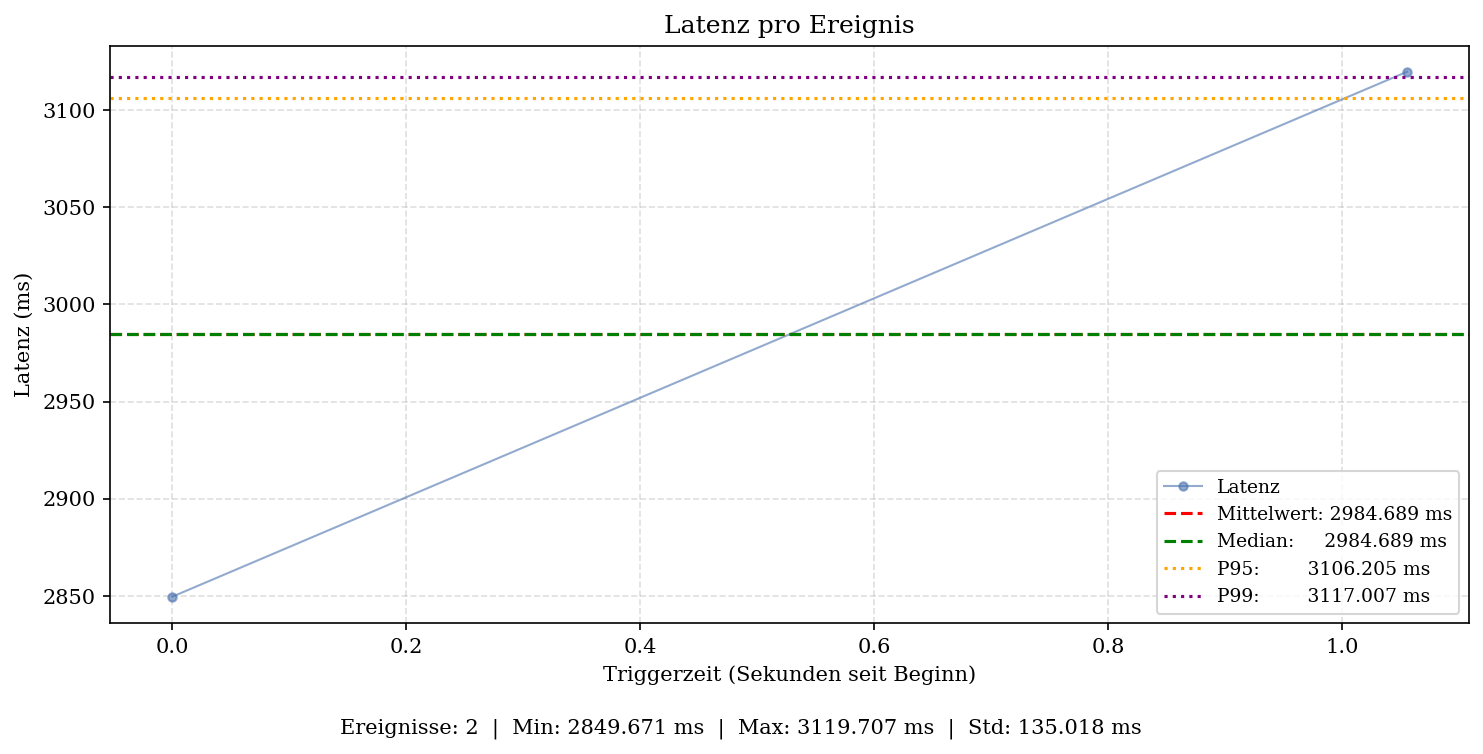 Latenz pro Ereignis
Latenz (ms)
3100
3050
3000
2950
2900
2850
Latenz
Mittelwert: 2984.689 ms
Median: 2984.689 ms
P95: 3106.205 ms
P99: 3117.007 ms
0.0 0.2 0.4 0.6 0.8 1.0
Triggerzeit (Sekunden seit Beginn)
Ereignisse: 2 | Min: 2849.671 ms | Max: 3119.707 ms | Std: 135.018 ms